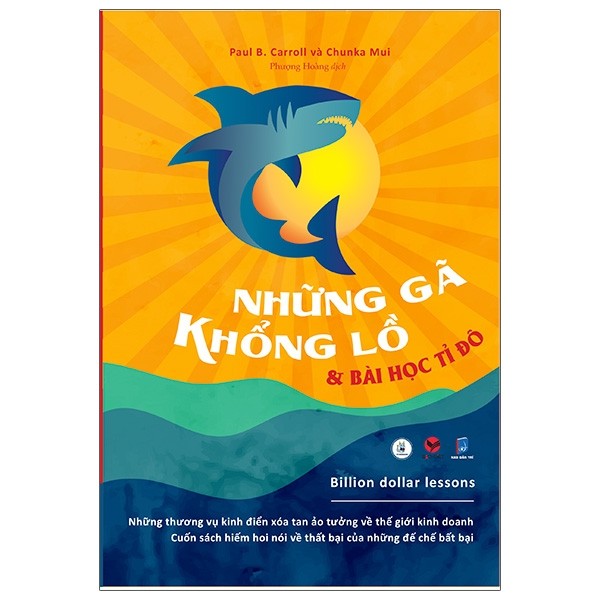 Paul B. Carroll và Chunka Mui
Phượng Hoàng dịch
NHỮNG GÃ
KHỔNG LỒ
& BÀI HỌC TỈ ĐÔ
Billion dollar lessons
Những thương vụ kinh điển xóa tan ảo tưởng về thế giới kinh doanh
Cuốn sách hiếm hoi nói về thất bại của những đế chế bất bại